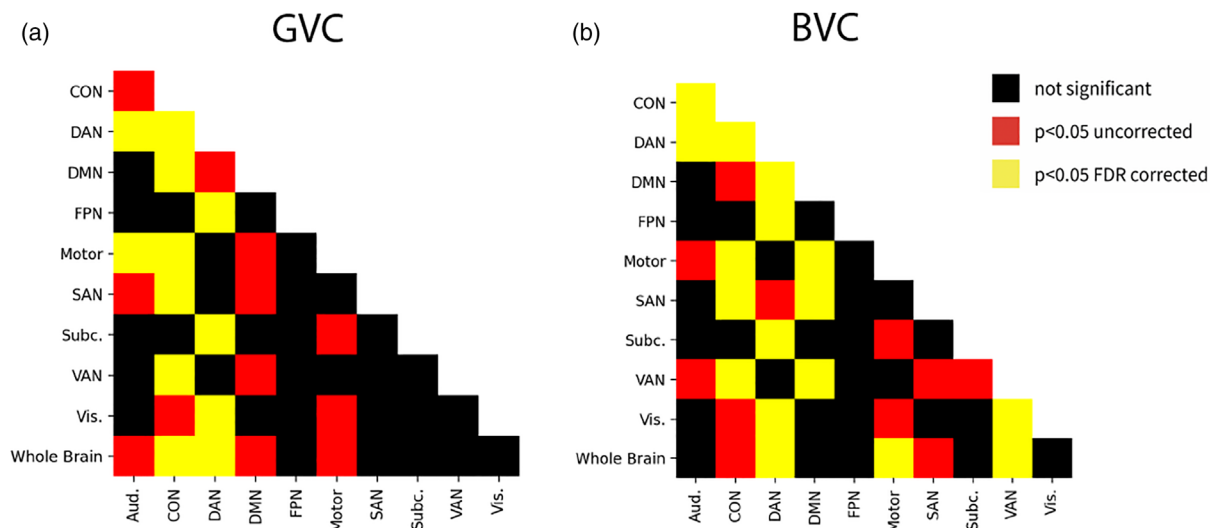 (a)
GVC
CON
DAN
DMN
FPN
Motor
SAN
Subc.
VAN
Vis.
Whole Brain
Aud.
CON
DAN
DMN
FPN
Motor
SAN
Subc.
VAN
Vis.
(b)
BVC
CON
DAN
DMN
FPN
Motor
SAN
Subc.
VAN
Vis.
Whole Brain
Aud.
CON
DAN
DMN
FPN
Motor
SAN
Subc.
VAN
Vis.
not significant
p<0.05 uncorrected
p<0.05 FDR corrected